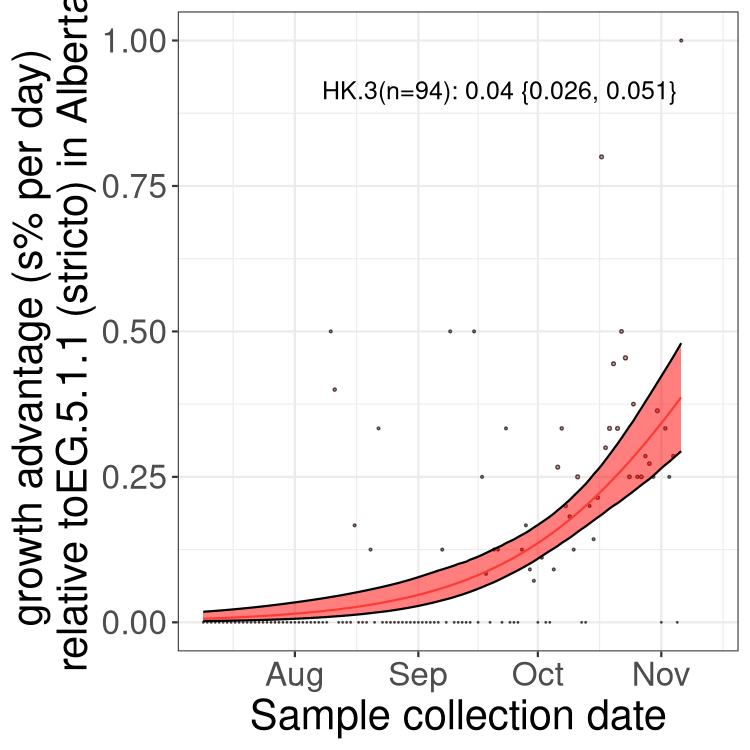 growth advantage (s% per day)
relative toEG.5.1.1 (stricto) in Alberta
1.00
0.75
0.50
0.25
0.00
HK.3(n=94): 0.04 {0.026, 0.051}
Aug Sep Oct Nov
Sample collection date